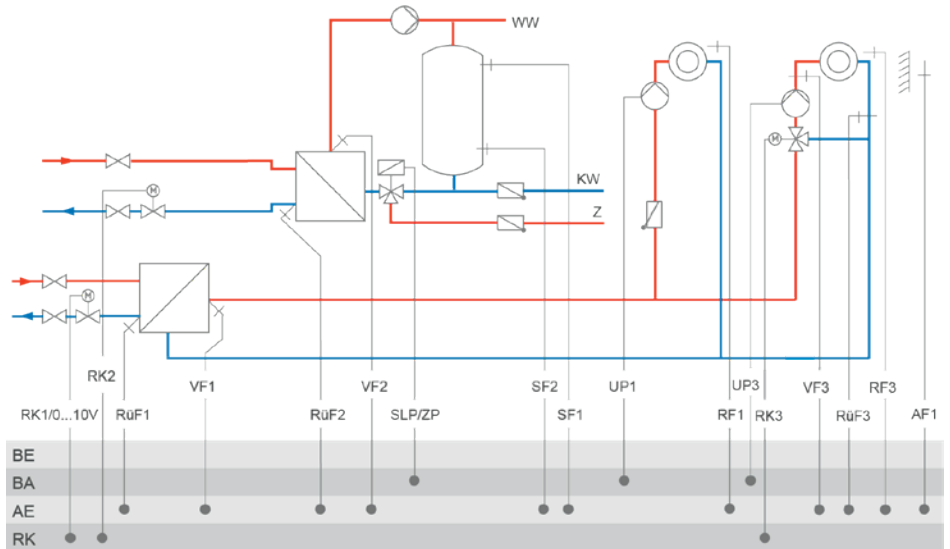 WW
KW
Z
M
M
M
RK2
VF1
VF2
SF2
UP1
UP3
VF3
RF3
RK1/0...10V
RüF1
RüF2
SLP/ZP
SF1
RF1
RK3
RüF3
AF1
BE
BA
AE
RK